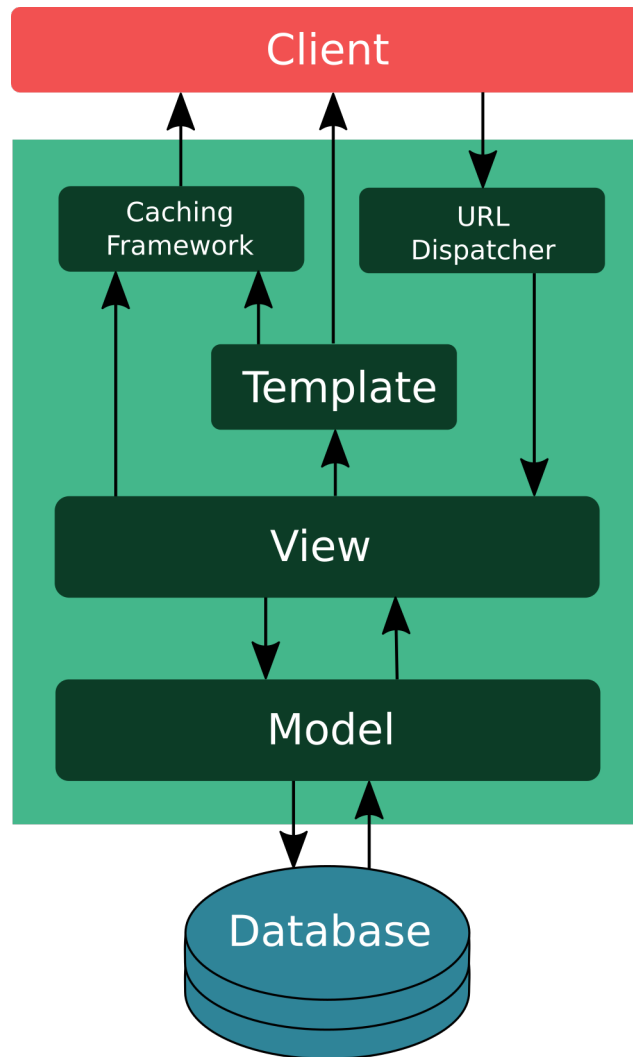 Client
Caching
Framework
URL
Dispatcher
Template
View
Model
Database